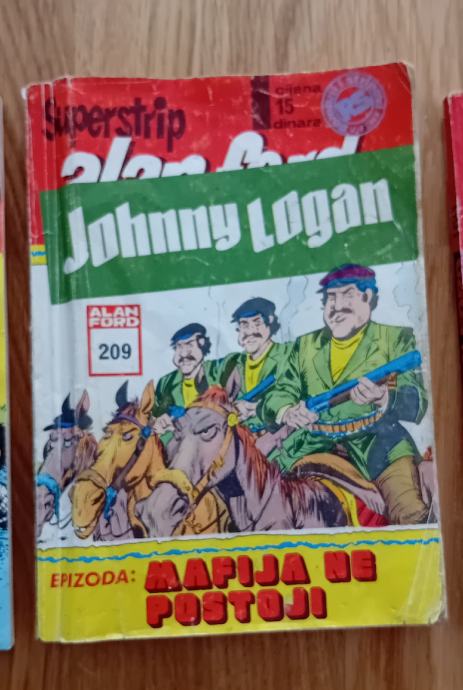 Superstrip
cijena
15
dinara
alan ford
Johnny Logan
ALAN
FORD
209
EPIZODA: MAFIJA NE
POSTOJI